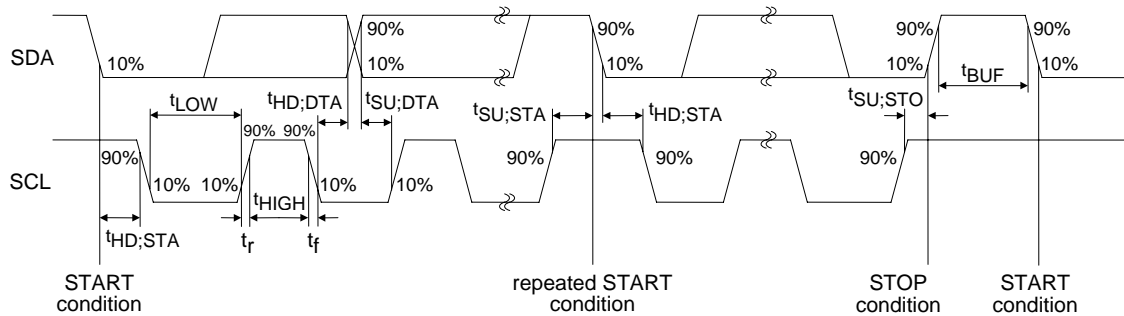 90% 90% 90% 90%
SDA
10% 10% 10% 10% 10%
tLOW tHD;DTA tSU;DTA tSU;STA tHD;STA tSU;STO tBUF
90% 90% 90% 90% 90% 90%
SCL
10% 10% 10% 10%
tHIGH
tHD;STA tr tf
START
condition
repeated START
condition
STOP
condition
START
condition